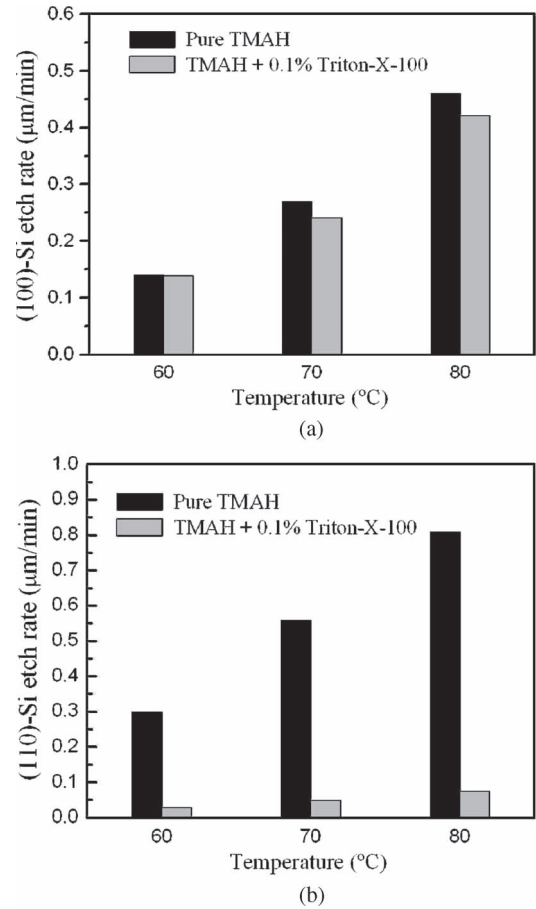 0.6
Pure TMAH
TMAH + 0.1% Triton-X-100
0.5
0.4
0.3
0.2
0.1
0.0
(100)-Si etch rate (μm/min)
60 70 80
Temperature (°C)
(a)
1.0
0.9
Pure TMAH
TMAH + 0.1% Triton-X-100
0.8
0.7
0.6
0.5
0.4
0.3
0.2
0.1
0.0
(110)-Si etch rate (μm/min)
60 70 80
Temperature (°C)
(b)